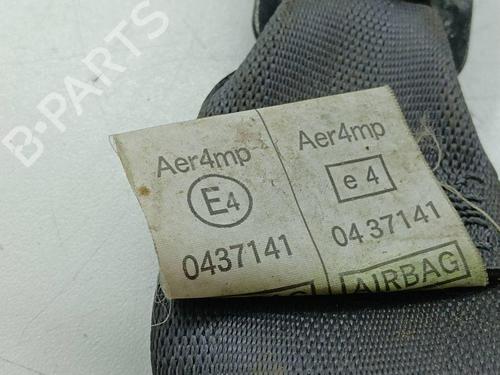 B-PARTS
Aer4mp
E4
0437141
Aer4mp
e 4
04 37141
AIRBAG